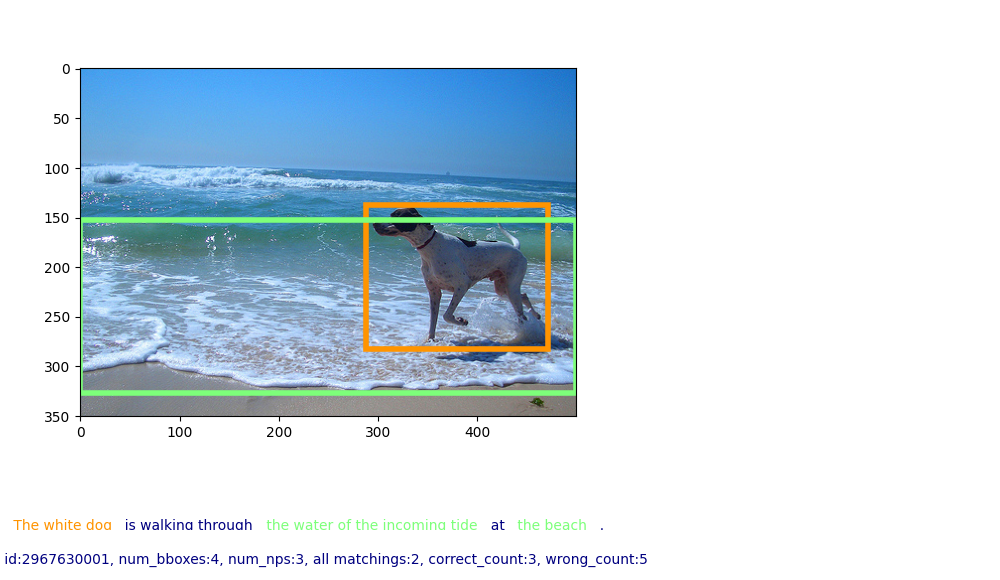 0
50
100
150
200
250
300
350
0 100 200 300 400
The white dog is walking through the water of the incoming tide at the beach .
id:2967630001, num_bboxes:4, num_nps:3, all matchings:2, correct_count:3, wrong_count:5